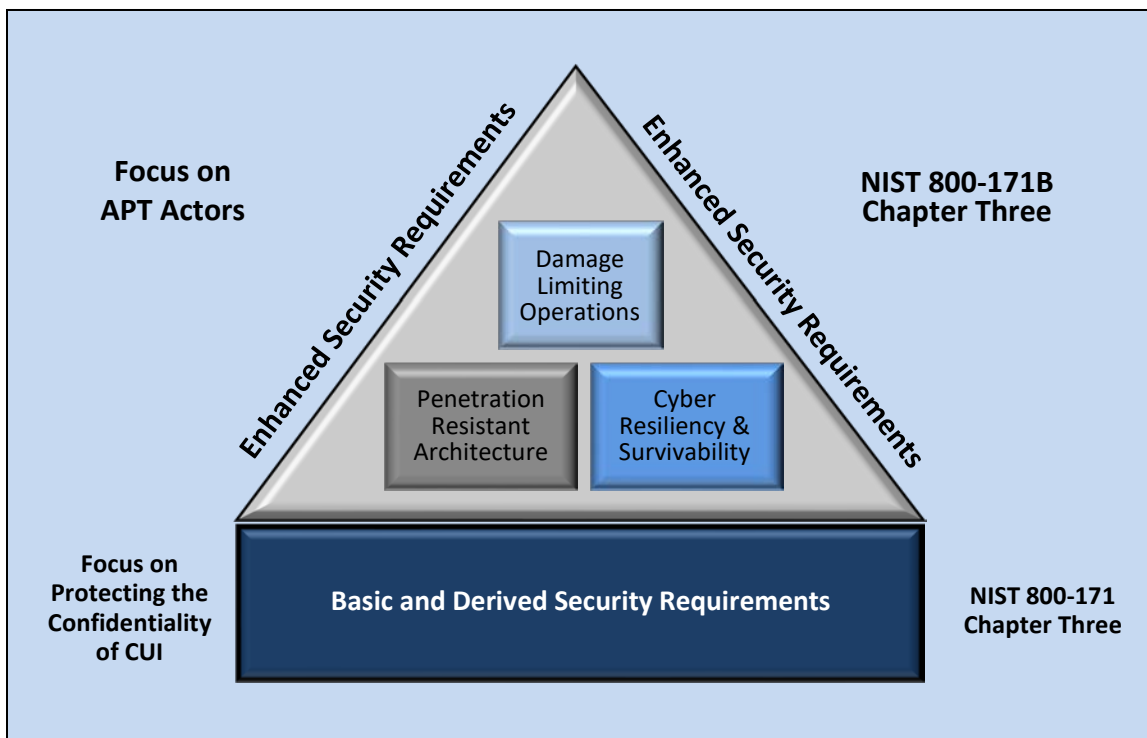 Focus on
APT Actors
Enhanced Security Requirements
Enhanced Security Requirements
NIST 800-171B
Chapter Three
Damage
Limiting
Operations
Penetration
Resistant
Architecture
Cyber
Resiliency &
Survivability
Focus on
Protecting the
Confidentiality
of CUI
Basic and Derived Security Requirements
NIST 800-171
Chapter Three